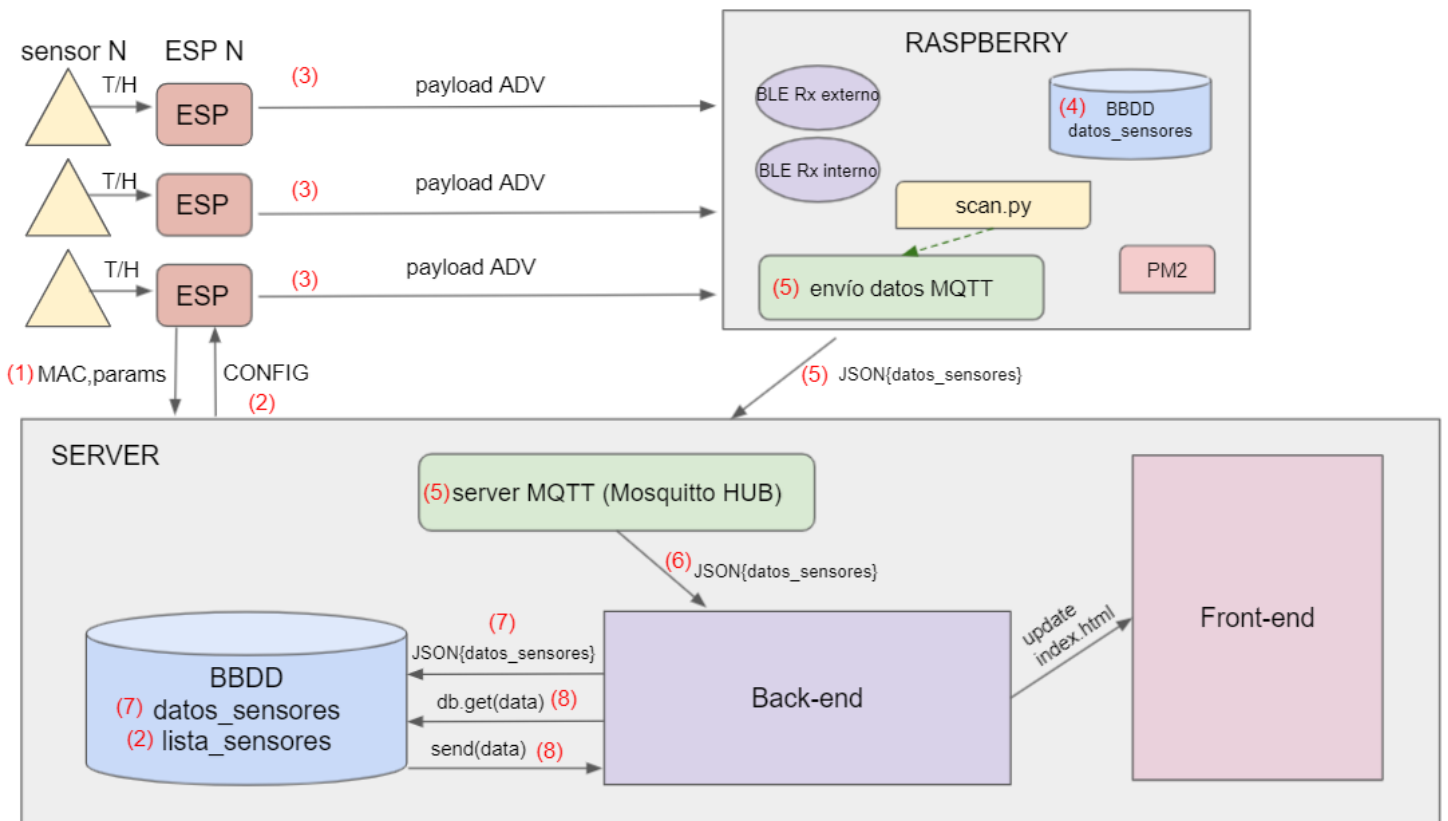 sensor N
ESP N
RASPBERRY
T/H
ESP
(3)
payload ADV
BLE Rx externo
(4) BBDD
datos_sensores
T/H
ESP
(3)
payload ADV
BLE Rx interno
scan.py
T/H
ESP
(3)
payload ADV
(5) envío datos MQTT
PM2
(1) MAC,params
CONFIG
(2)
(5) JSON{datos_sensores}
SERVER
(5) server MQTT (Mosquitto HUB)
(6) JSON{datos_sensores}
(7)
JSON{datos_sensores}
db.get(data) (8)
send(data) (8)
BBDD
(7) datos_sensores
(2) lista_sensores
Back-end
update
index.html
Front-end